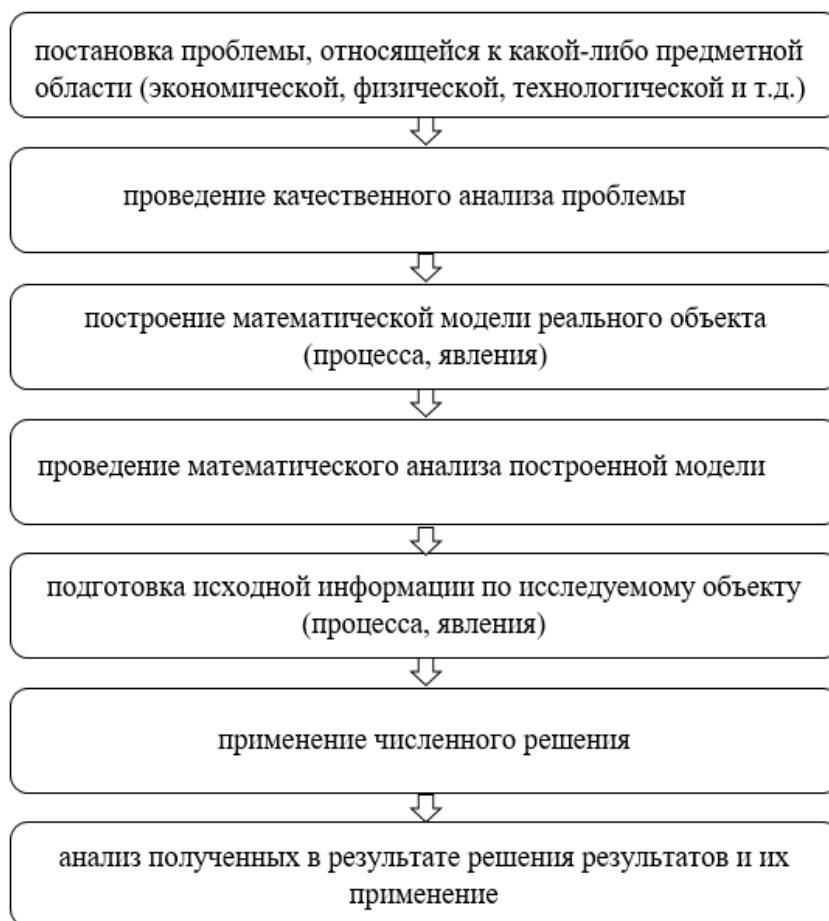 постановка проблемы, относящейся к какой-либо предметной
области (экономической, физической, технологической и т.д.)
проведение качественного анализа проблемы
построение математической модели реального объекта
(процесса, явления)
проведение математического анализа построенной модели
подготовка исходной информации по исследуемому объекту
(процесса, явления)
применение численного решения
анализ полученных в результате решения результатов и их
применение